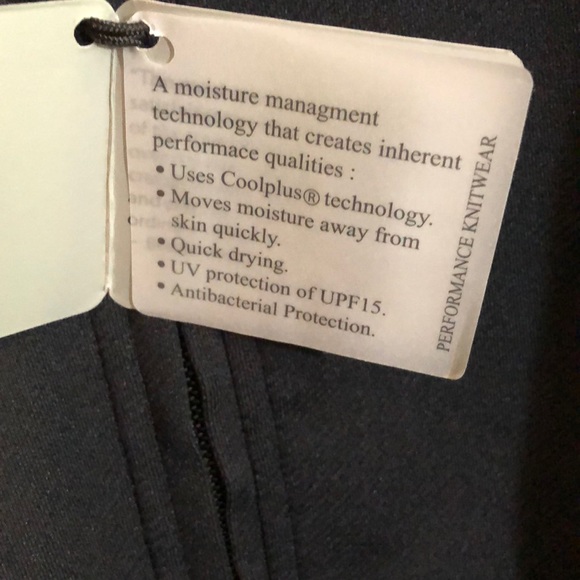 A moisture managment
technology that creates inherent
performace qualities :
• Uses Coolplus® technology.
• Moves moisture away from
skin quickly.
• Quick drying.
• UV protection of UPF15.
• Antibacterial Protection.
PERFORMANCE KNITWEAR